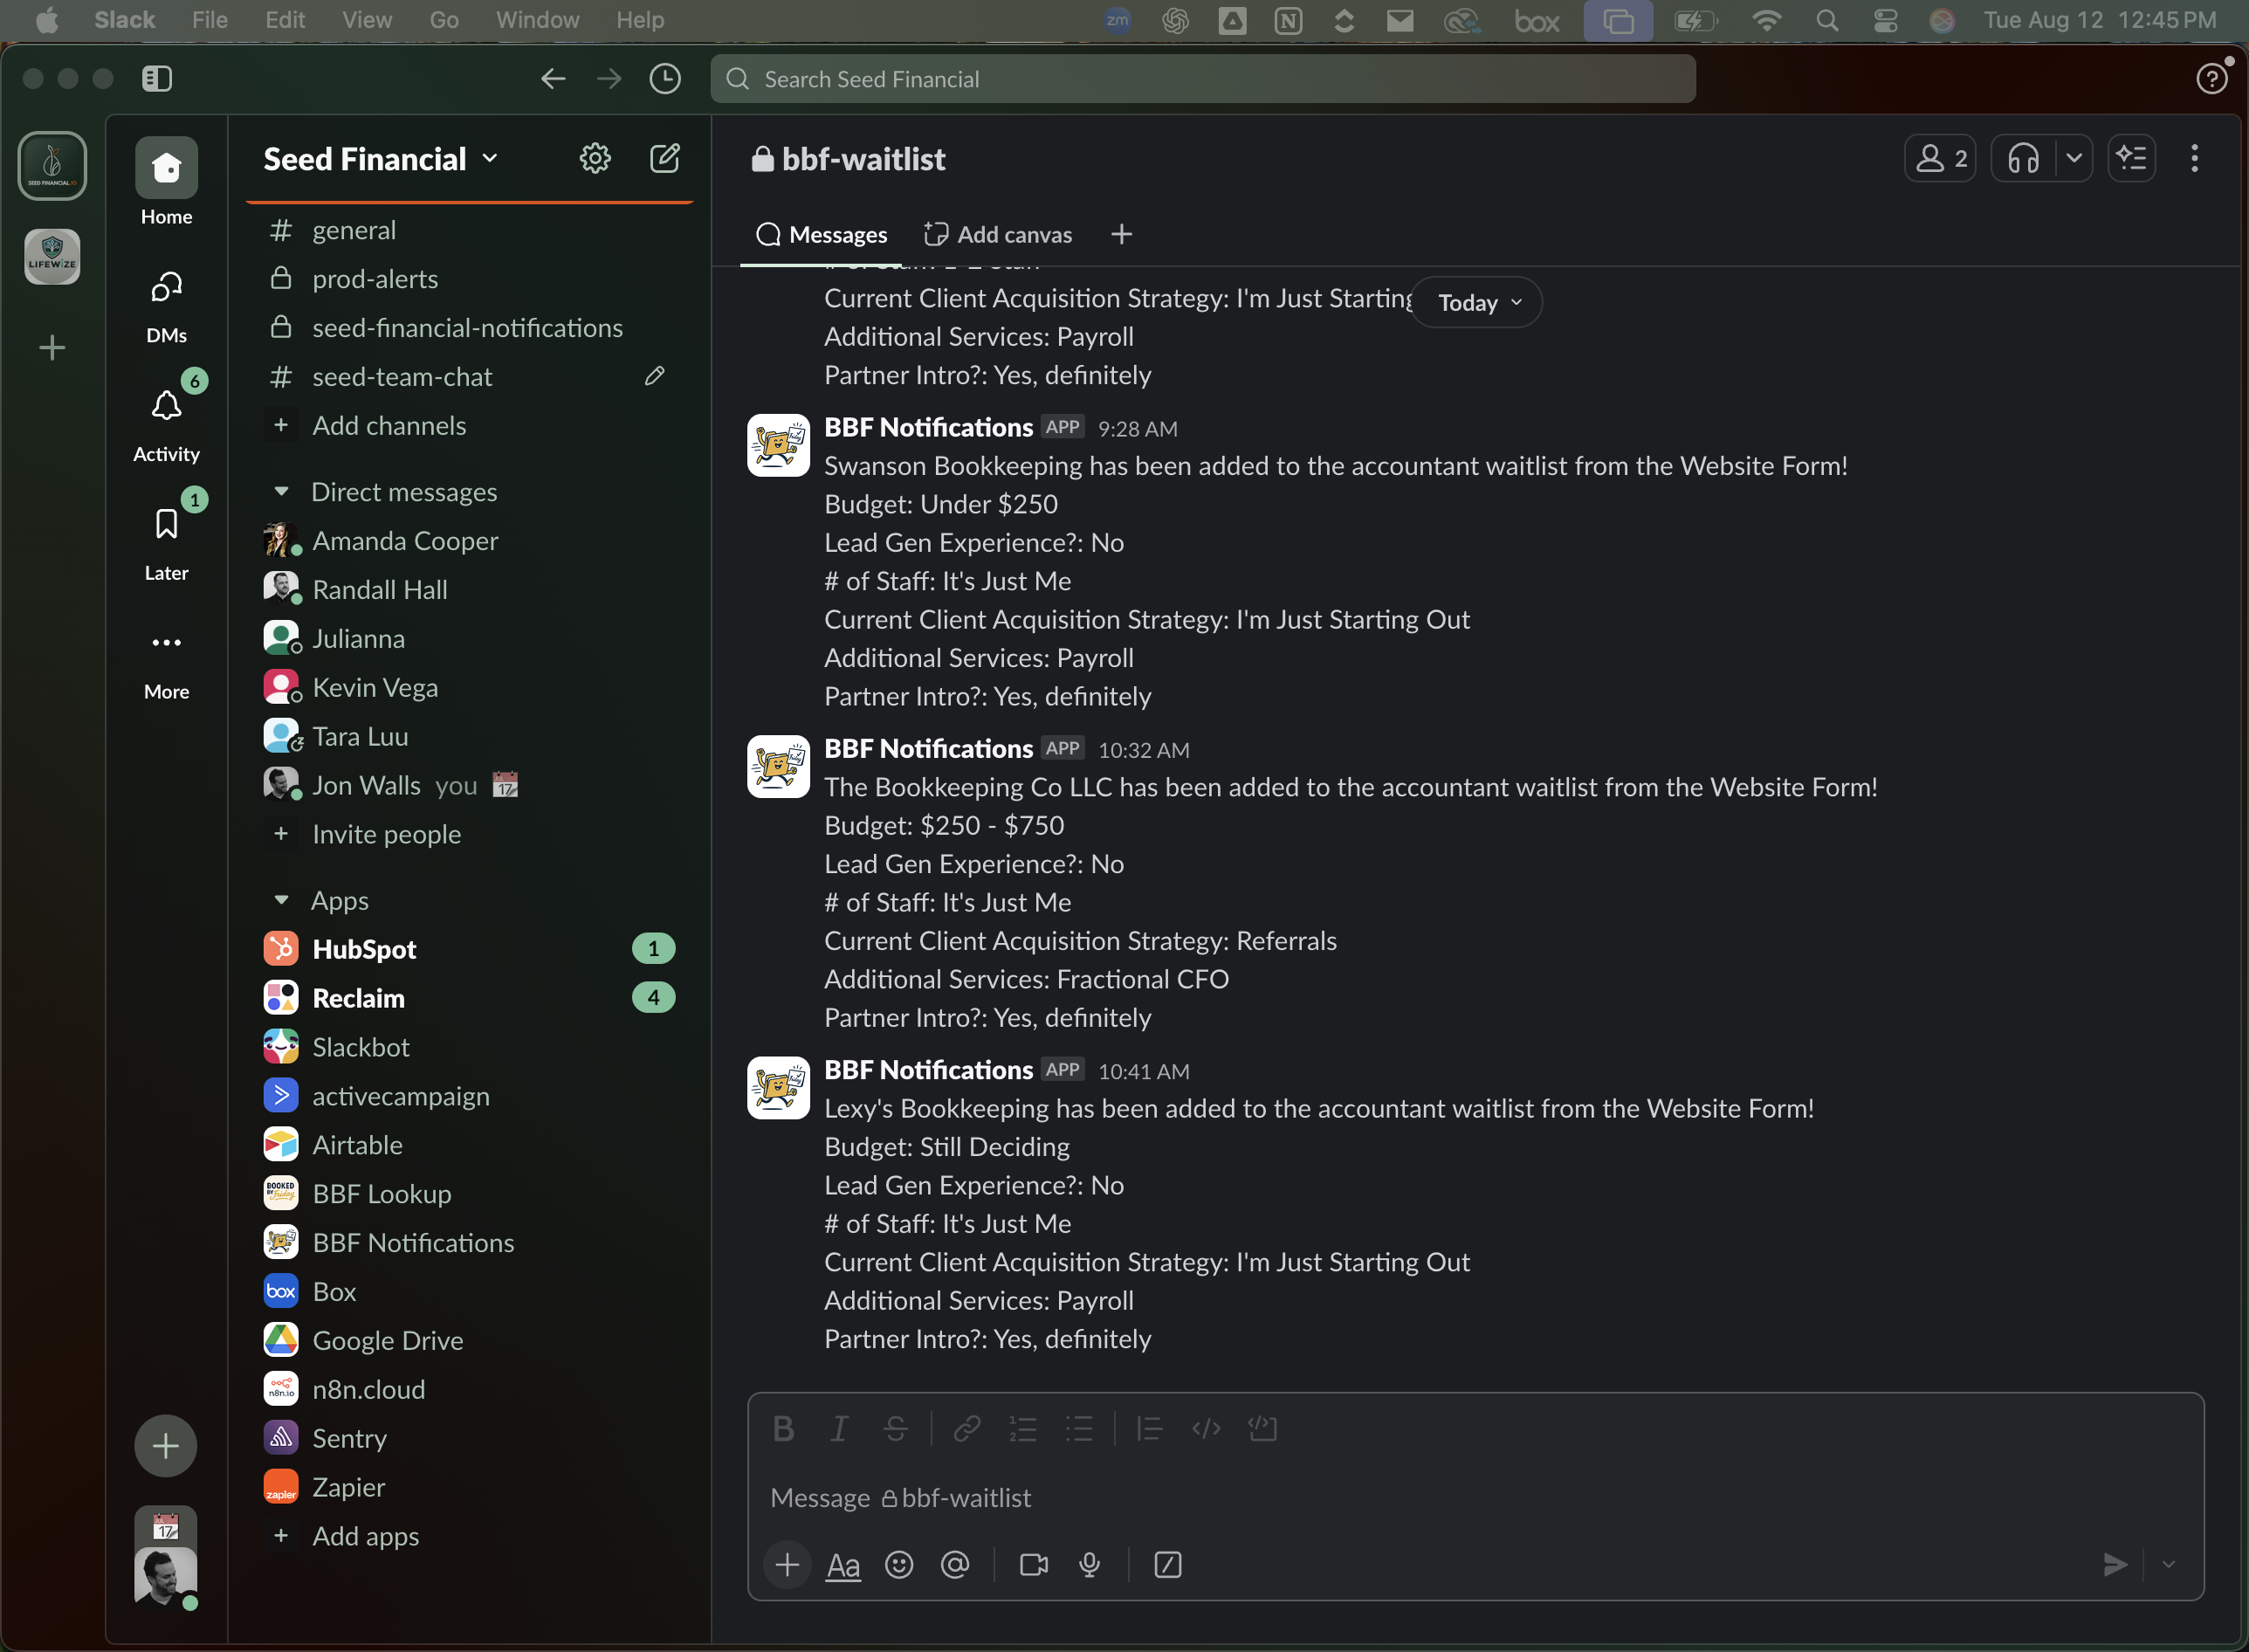 Slack File Edit View Go Window Help zm box Tue Aug 12 12:45 PM
Search Seed Financial
SEED FINANCIAL
LIFEWIZE
Home
DMs
6
Activity
1
Later
More
17
Seed Financial
general
prod-alerts
seed-financial-notifications
# seed-team-chat
+ Add channels
Direct messages
Amanda Cooper
Randall Hall
Julianna
Kevin Vega
Tara Luu
Jon Walls you 17
+ Invite people
Apps
HubSpot 1
Reclaim 4
Slackbot
activecampaign
Airtable
BOOKED BY Friday BBF Lookup
BBF Notifications
box Box
Google Drive
n8n.io n8n.cloud
Sentry
zapier Zapier
+ Add apps
bbf-waitlist
2
Messages Add canvas +
Today
Current Client Acquisition Strategy: I'm Just Starting
Additional Services: Payroll
Partner Intro?: Yes, definitely
BBF Notifications APP 9:28 AM
Swanson Bookkeeping has been added to the accountant waitlist from the Website Form!
Budget: Under $250
Lead Gen Experience?: No
# of Staff: It's Just Me
Current Client Acquisition Strategy: I'm Just Starting Out
Additional Services: Payroll
Partner Intro?: Yes, definitely
BBF Notifications APP 10:32 AM
The Bookkeeping Co LLC has been added to the accountant waitlist from the Website Form!
Budget: $250 - $750
Lead Gen Experience?: No
# of Staff: It's Just Me
Current Client Acquisition Strategy: Referrals
Additional Services: Fractional CFO
Partner Intro?: Yes, definitely
BBF Notifications APP 10:41 AM
Lexy's Bookkeeping has been added to the accountant waitlist from the Website Form!
Budget: Still Deciding
Lead Gen Experience?: No
# of Staff: It's Just Me
Current Client Acquisition Strategy: I'm Just Starting Out
Additional Services: Payroll
Partner Intro?: Yes, definitely
B I S
Message bbf-waitlist
+ Aa @